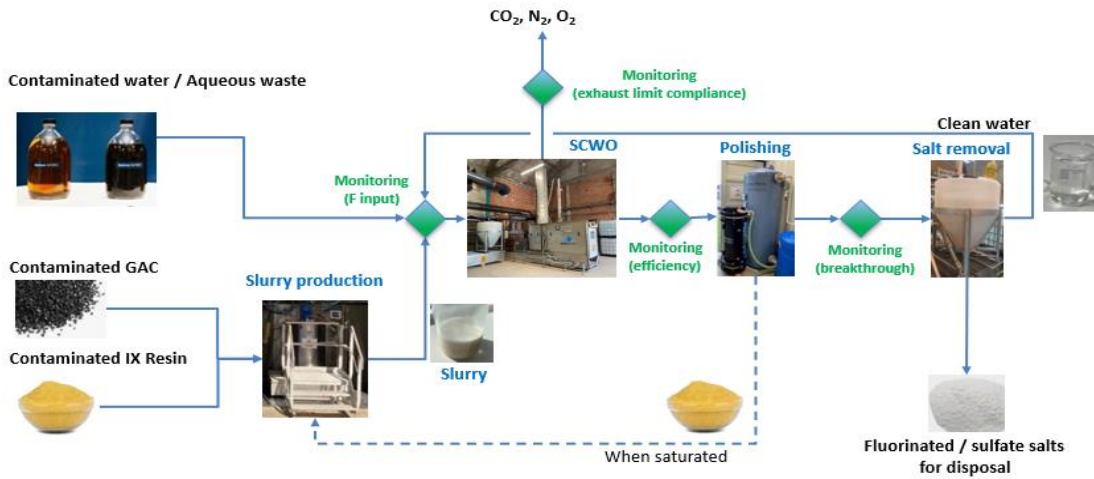 CO₂, N₂, O₂
Contaminated water / Aqueous waste
Monitoring
(exhaust limit compliance)
Clean water
SCWO
Polishing
Salt removal
Monitoring
(F input)
Monitoring
(efficiency)
Monitoring
(breakthrough)
Contaminated GAC
Slurry production
Contaminated IX Resin
Slurry
When saturated
Fluorinated / sulfate salts
for disposal